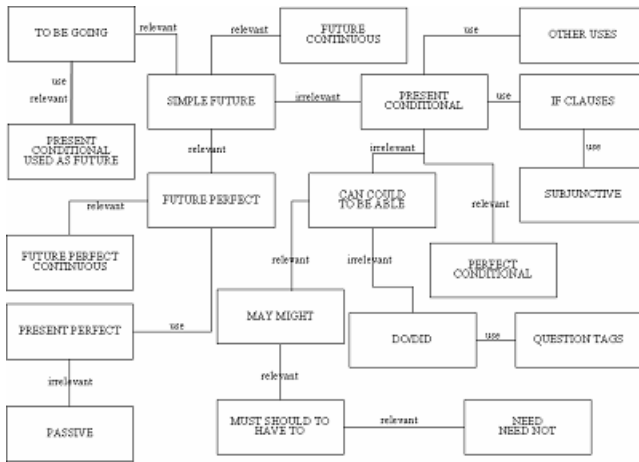 TO BE GOING
relevant
relevant
FUTURE
CONTINUOUS
use
OTHER USES
use
relevant
SIMPLE FUTURE
irrelevant
PRESENT
CONDITIONAL
use
IF CLAUSES
PRESENT
CONDITIONAL
USED AS FUTURE
relevant
irrelevant
use
relevant
FUTURE PERFECT
CAN COULD
TO BE ABLE
relevant
SUBJUNCTIVE
FUTURE PERFECT
CONTINUOUS
relevant
irrelevant
PERFECT
CONDITIONAL
PRESENT PERFECT
use
MAY MIGHT
DO/DID
use
QUESTION TAGS
irrelevant
relevant
PASSIVE
MUST SHOULD TO
HAVE TO
relevant
NEED
NEED NOT